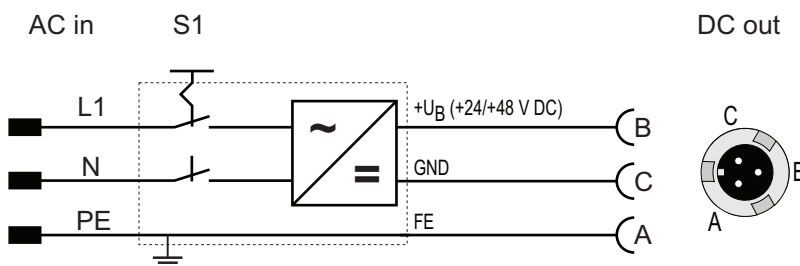 AC in S1 DC out
L1 +UB (+24/+48 V DC) B
N GND C
PE FE A
~
=
C
B
A